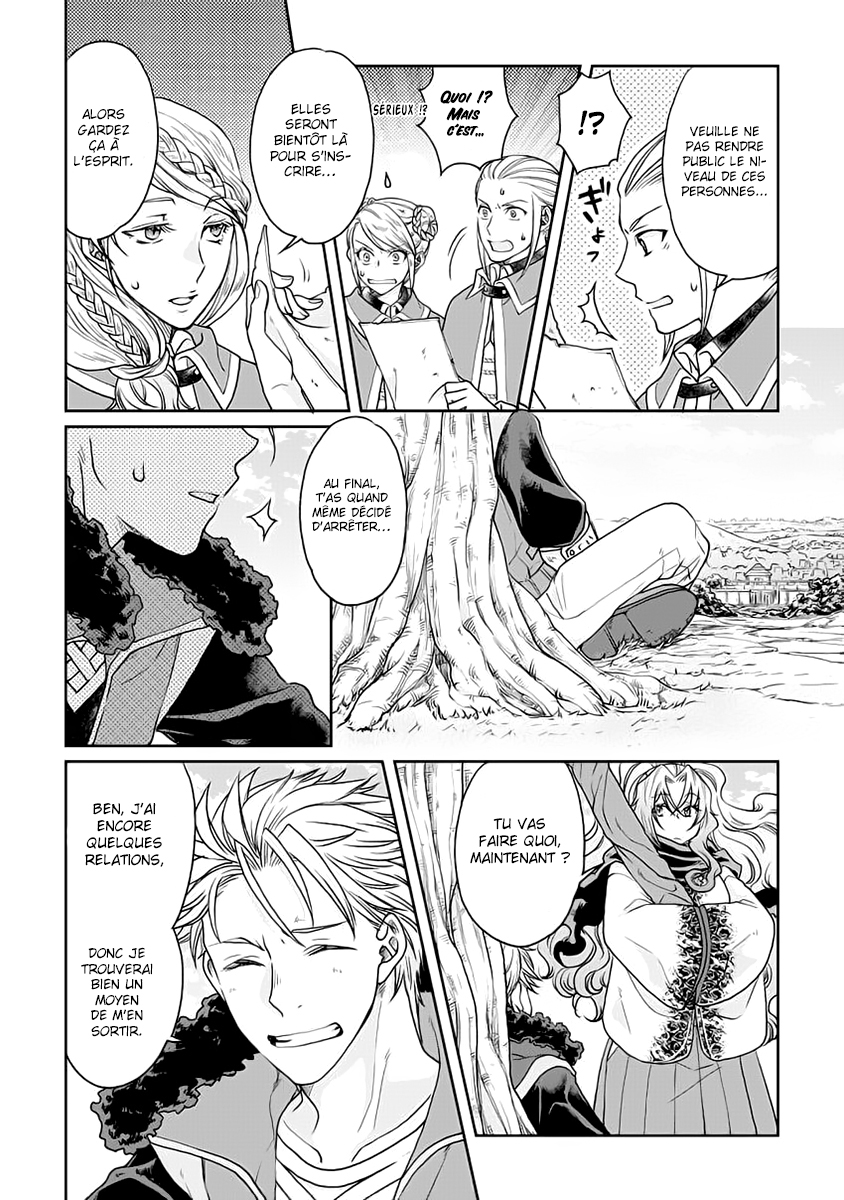 VEUILLE NE
PAS RENDRE
PUBLIC LE NI-
VEAU DE CES
PERSONNES...
!?
ぎょっ
QUOI !?
MAIS
C'EST...
SÉRIEUX !?
ELLES
SERONT
BIENTÔT LÀ
POUR S'INS-
CRIRE...
ALORS
GARDEZ
ÇA À
L'ESPRIT.
AU FINAL,
T'AS QUAND
MÊME DÉCIDÉ
D'ARRÊTER...
TU VAS
FAIRE QUOI,
MAINTENANT ?
BEN, J'AI
ENCORE
QUELQUES
RELATIONS,
DONC JE
TROUVERAI
BIEN UN
MOYEN
DE M'EN
SORTIR.